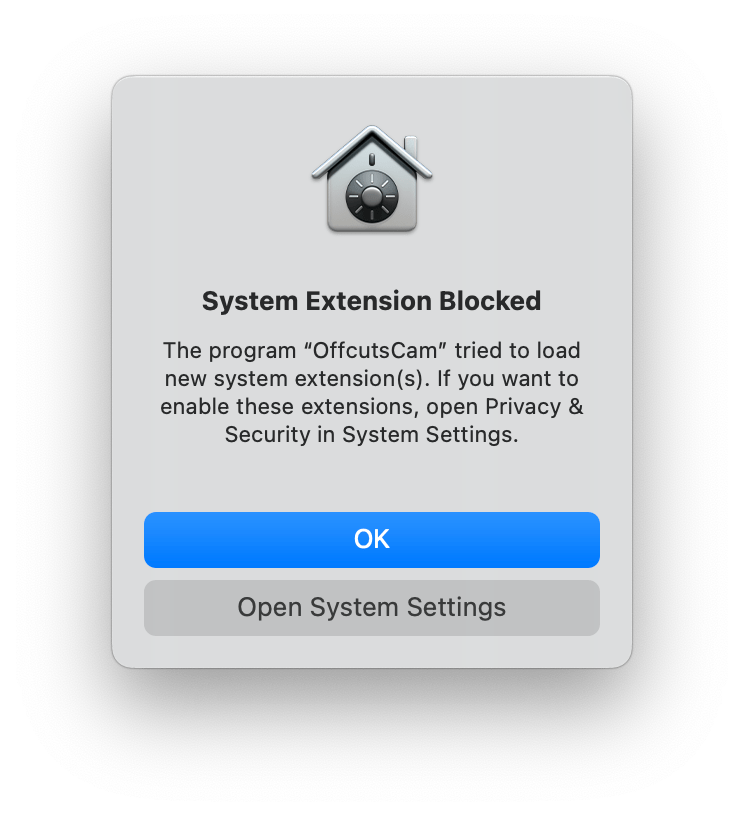 System Extension Blocked
The program “OffcutsCam” tried to load
new system extension(s). If you want to
enable these extensions, open Privacy &
Security in System Settings.
OK
Open System Settings